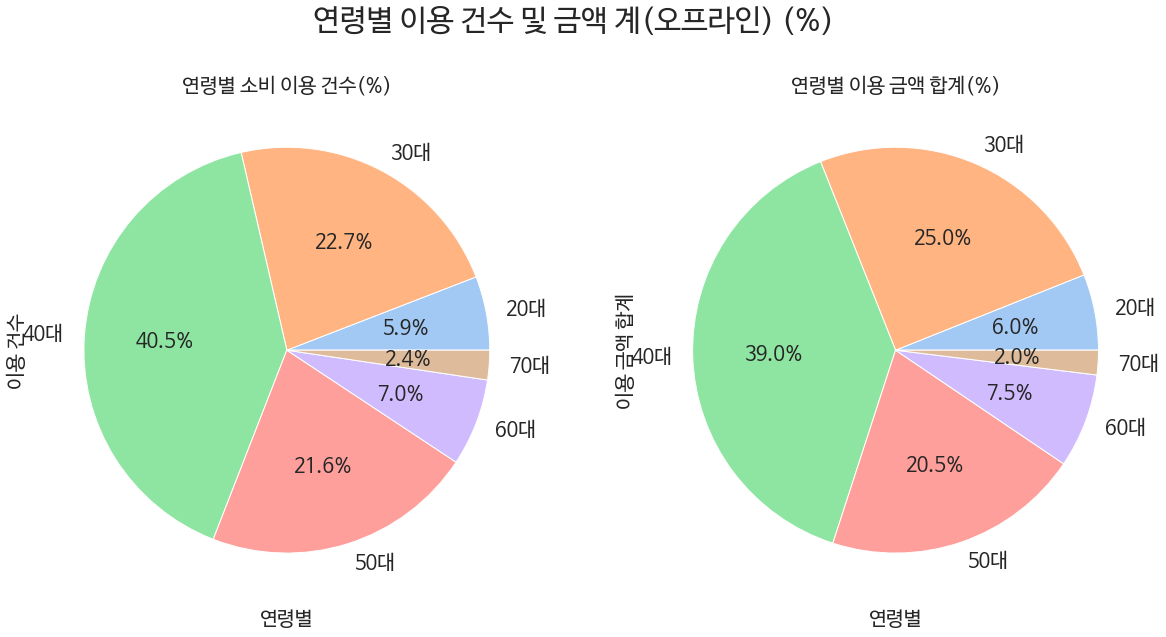 연령별 이용 건수 및 금액 계(오프라인) (%)
연령별 소비 이용 건수(%)
30대
22.7%
20대
5.9%
40대
40.5%
이용 건수
2.4%
70대
7.0%
60대
21.6%
50대
연령별
연령별 이용 금액 합계(%)
30대
25.0%
20대
6.0%
40대
39.0%
이용 금액 합계
2.0%
70대
7.5%
60대
20.5%
50대
연령별